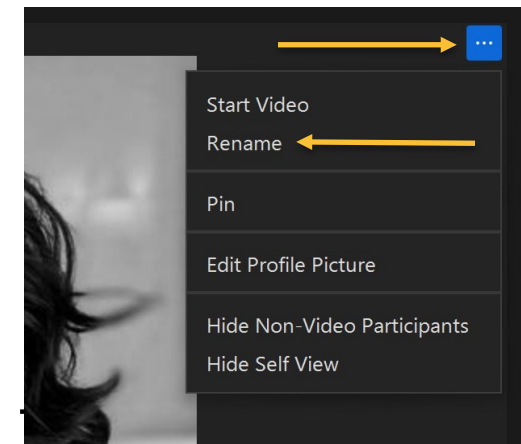 ...
Start Video
Rename
Pin
Edit Profile Picture
Hide Non-Video Participants
Hide Self View